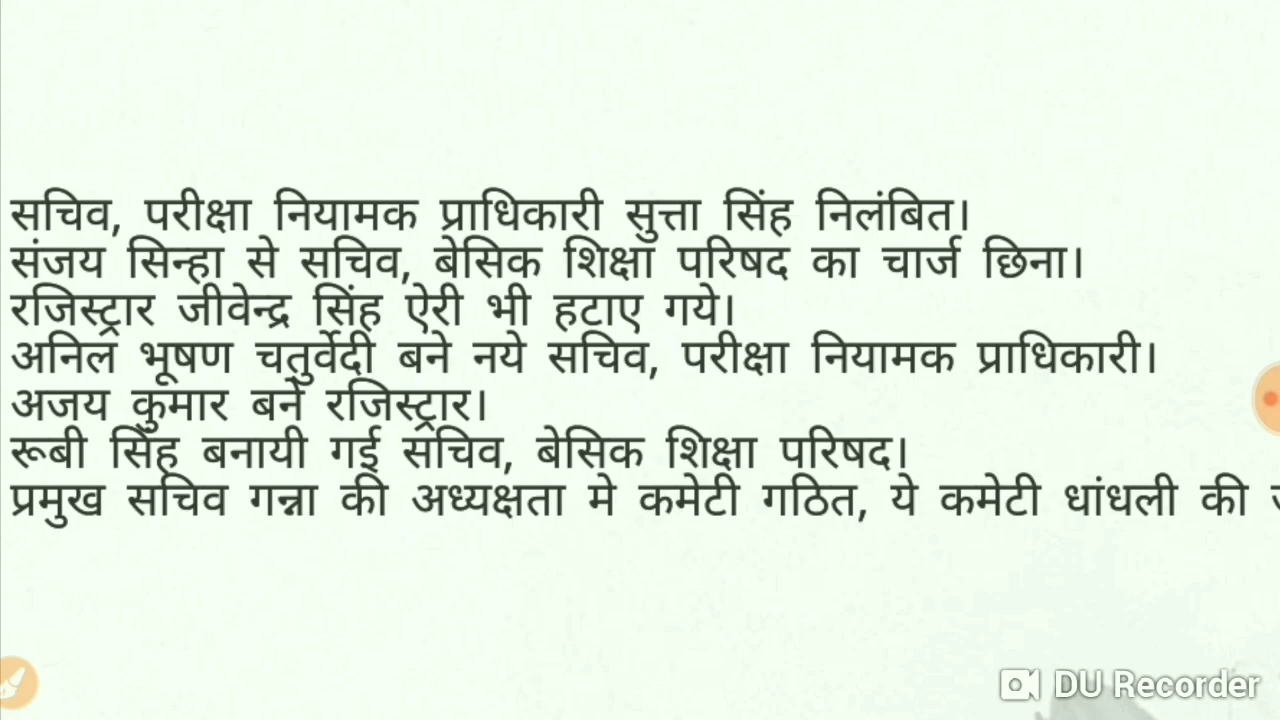 सचिव, परीक्षा नियामक प्राधिकारी सुत्ता सिंह निलंबित।
संजय सिन्हा से सचिव, बेसिक शिक्षा परिषद का चार्ज छिना।
रजिस्ट्रार जीवेन्द्र सिंह ऐरी भी हटाए गये।
अनिल भूषण चतुर्वेदी बने नये सचिव, परीक्षा नियामक प्राधिकारी।
अजय कुमार बने रजिस्ट्रार।
रूबी सिंह बनायी गई सचिव, बेसिक शिक्षा परिषद।
प्रमुख सचिव गन्ना की अध्यक्षता मे कमेटी गठित, ये कमेटी धांधली की
DU Recorder